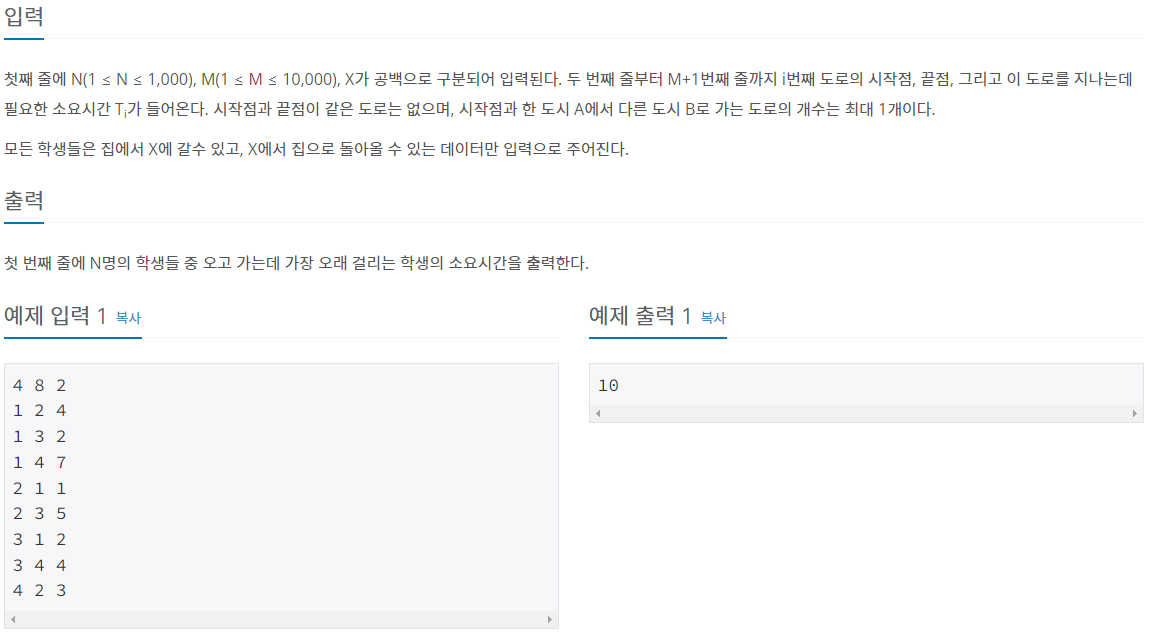 입력
첫째 줄에 N(1 ≤ N ≤ 1,000), M(1 ≤ M ≤ 10,000), X가 공백으로 구분되어 입력된다. 두 번째 줄부터 M+1번째 줄까지 i번째 도로의 시작점, 끝점, 그리고 이 도로를 지나는데
필요한 소요시간 Ti가 들어온다. 시작점과 끝점이 같은 도로는 없으며, 시작점과 한 도시 A에서 다른 도시 B로 가는 도로의 개수는 최대 1개이다.
모든 학생들은 집에서 X에 갈수 있고, X에서 집으로 돌아올 수 있는 데이터만 입력으로 주어진다.
출력
첫 번째 줄에 N명의 학생들 중 오고 가는데 가장 오래 걸리는 학생의 소요시간을 출력한다.
예제 입력 1 복사
4 8 2
1 2 4
1 3 2
1 4 7
2 1 1
2 3 5
3 1 2
3 4 4
4 2 3
예제 출력 1 복사
10